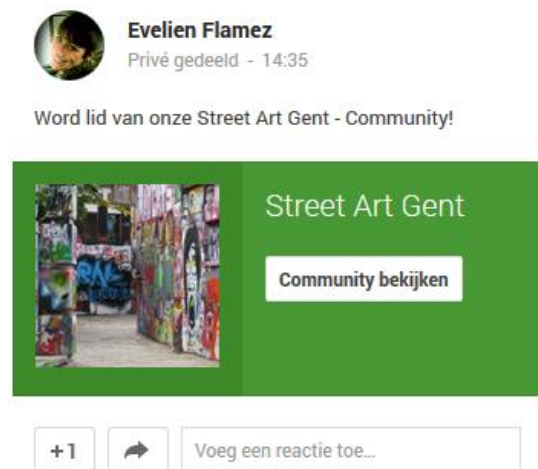 Evelien Flamez
Privé gedeeld - 14:35
Word lid van onze Street Art Gent - Community!
Street Art Gent
Community bekijken
+1
Voeg een reactie toe...